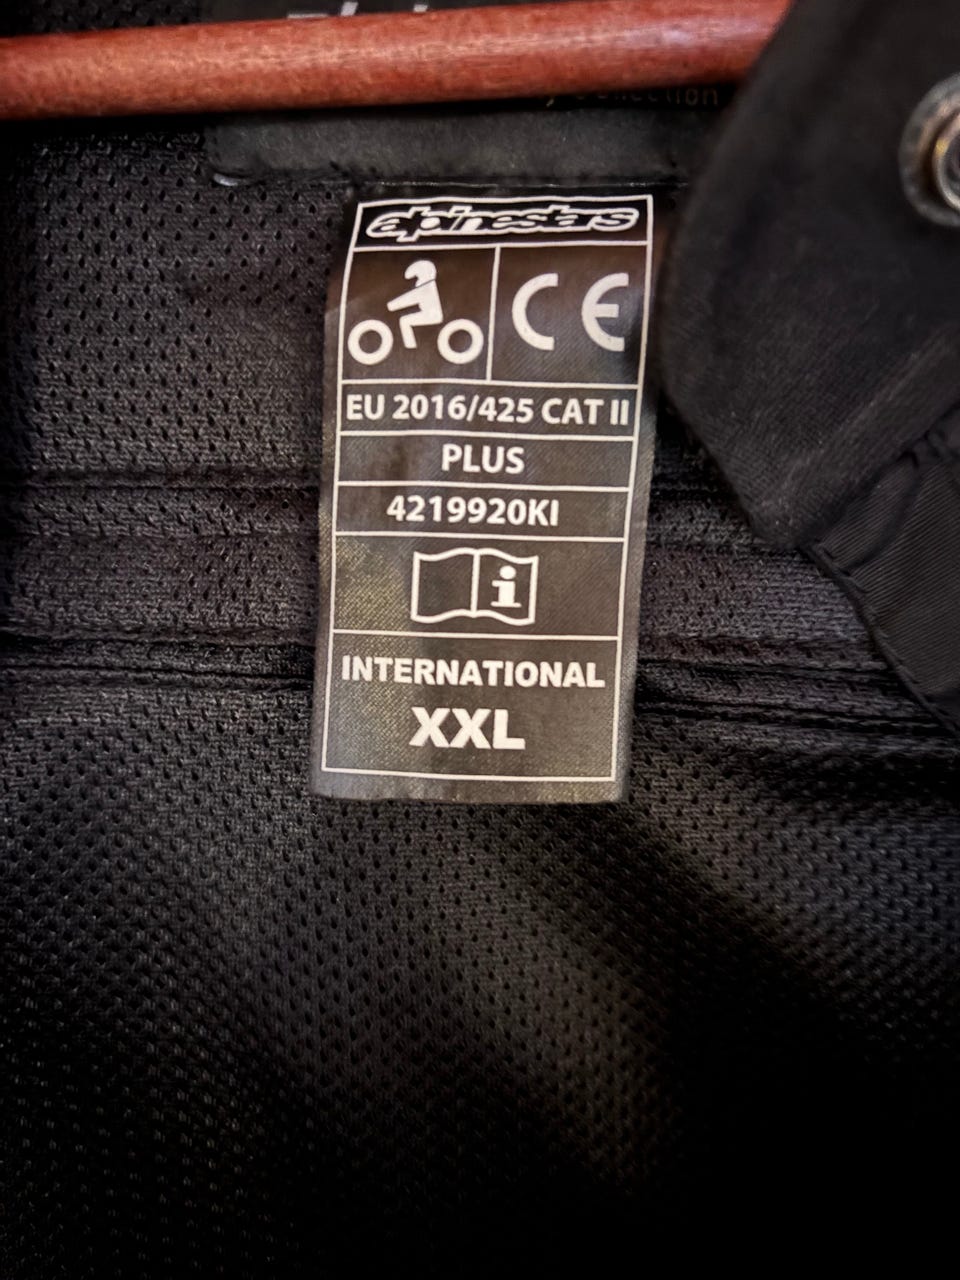 alpinestars
CE
EU 2016/425 CAT II
PLUS
4219920KI
i
INTERNATIONAL
XXL